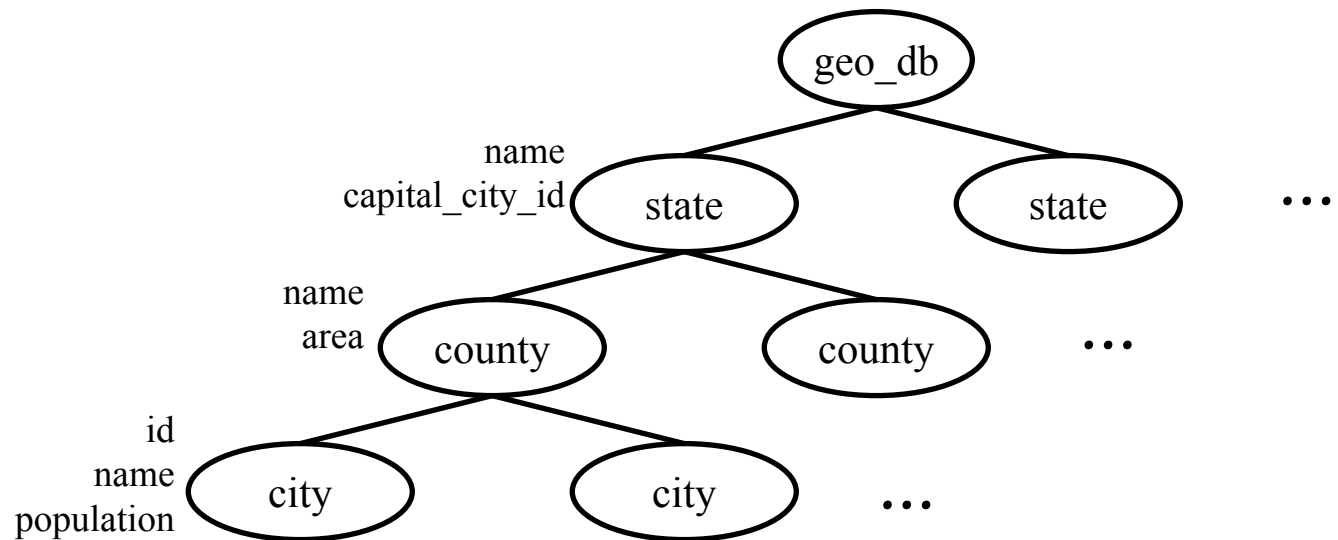 geo_db
name
capital_city_id
state
state
...
name
area
county
county
...
id
name
population
city
city
...